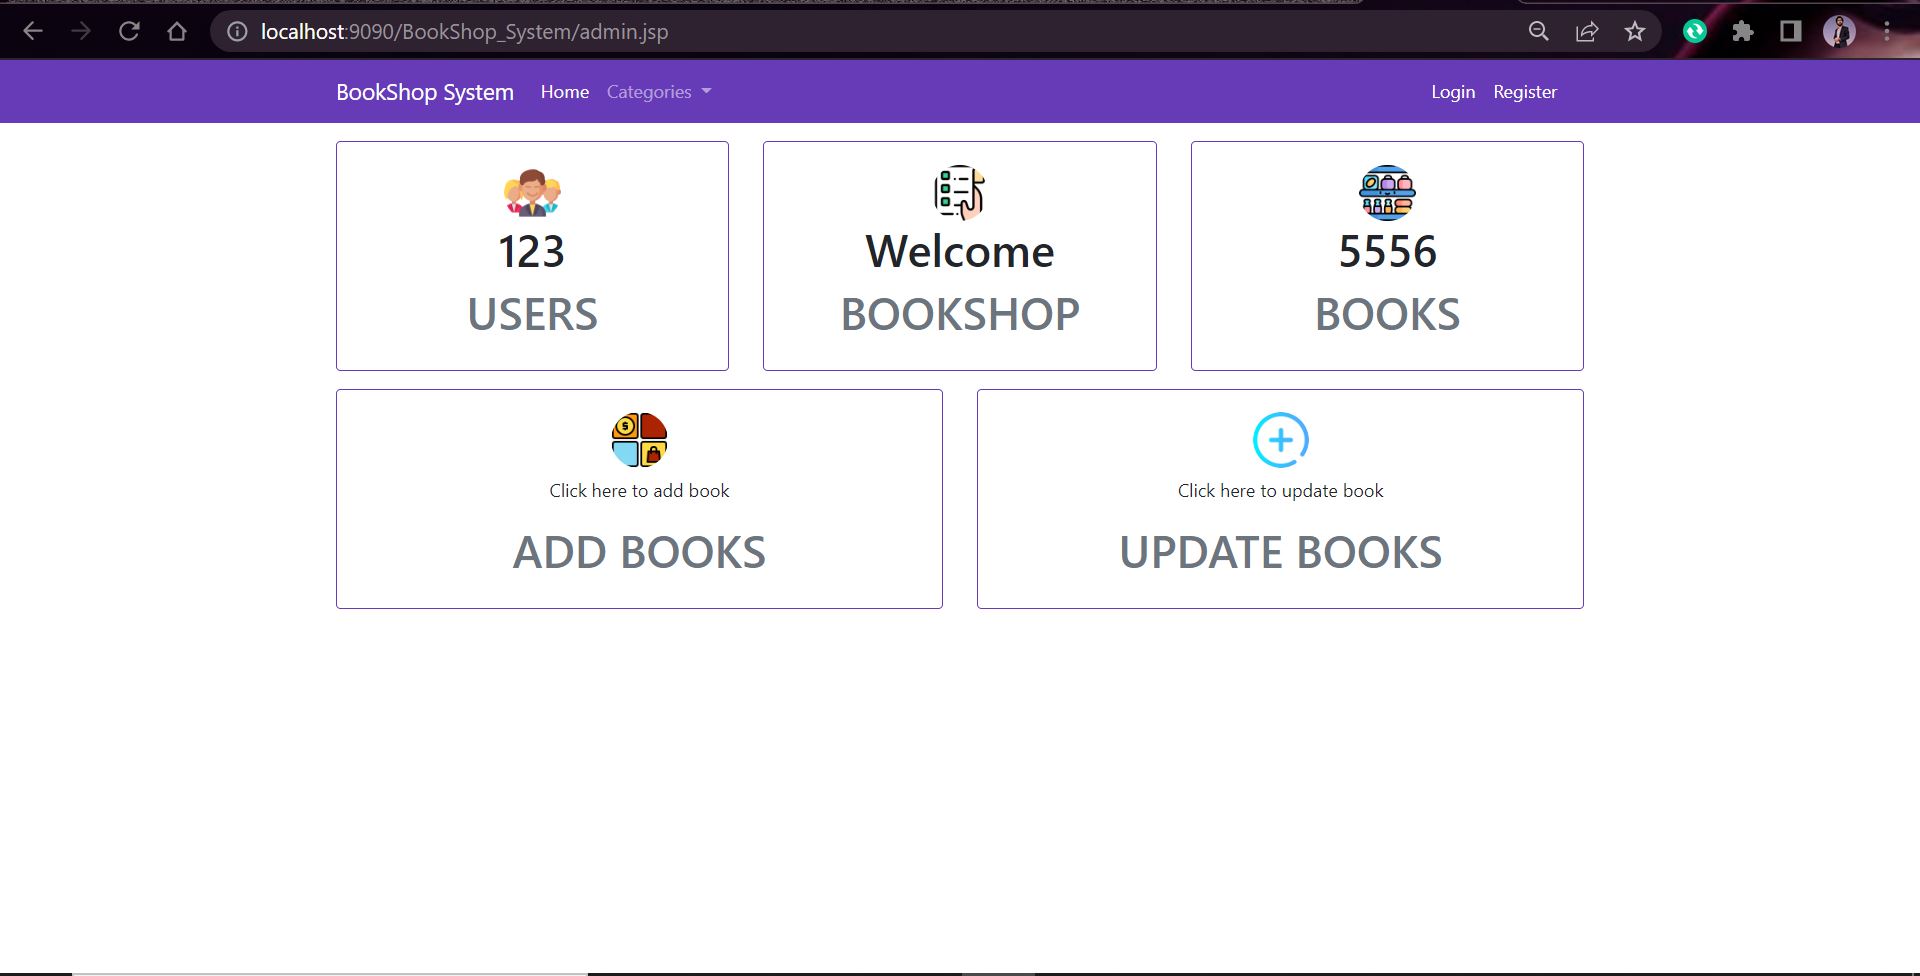 localhost:9090/BookShop_System/admin.jsp
BookShop System Home Categories Login Register
123
USERS
Welcome
BOOKSHOP
5556
BOOKS
Click here to add book
ADD BOOKS
Click here to update book
UPDATE BOOKS